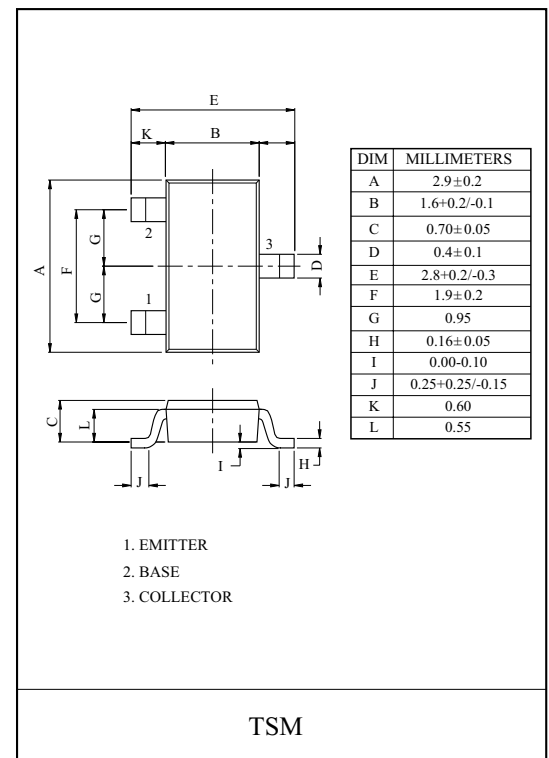 E
K B
A F G G
2
1
3
D
C L
I H
J J
DIM MILLIMETERS
A 2.9±0.2
B 1.6+0.2/-0.1
C 0.70±0.05
D 0.4±0.1
E 2.8+0.2/-0.3
F 1.9±0.2
G 0.95
H 0.16±0.05
I 0.00-0.10
J 0.25+0.25/-0.15
K 0.60
L 0.55
1. EMITTER
2. BASE
3. COLLECTOR
TSM